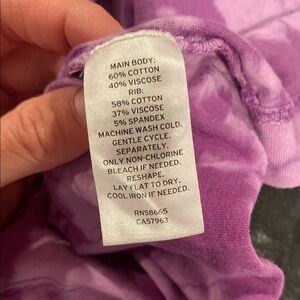 MAIN BODY:
60% COTTON
40% VISCOSE
RIB:
58% COTTON
37% VISCOSE
5% SPANDEX
MACHINE WASH COLD.
GENTLE CYCLE.
SEPARATELY.
ONLY NON-CHLORINE
BLEACH IF NEEDED.
RESHAPE.
LAY FLAT TO DRY.
COOL IRON IF NEEDED.
RN58665
CA57963